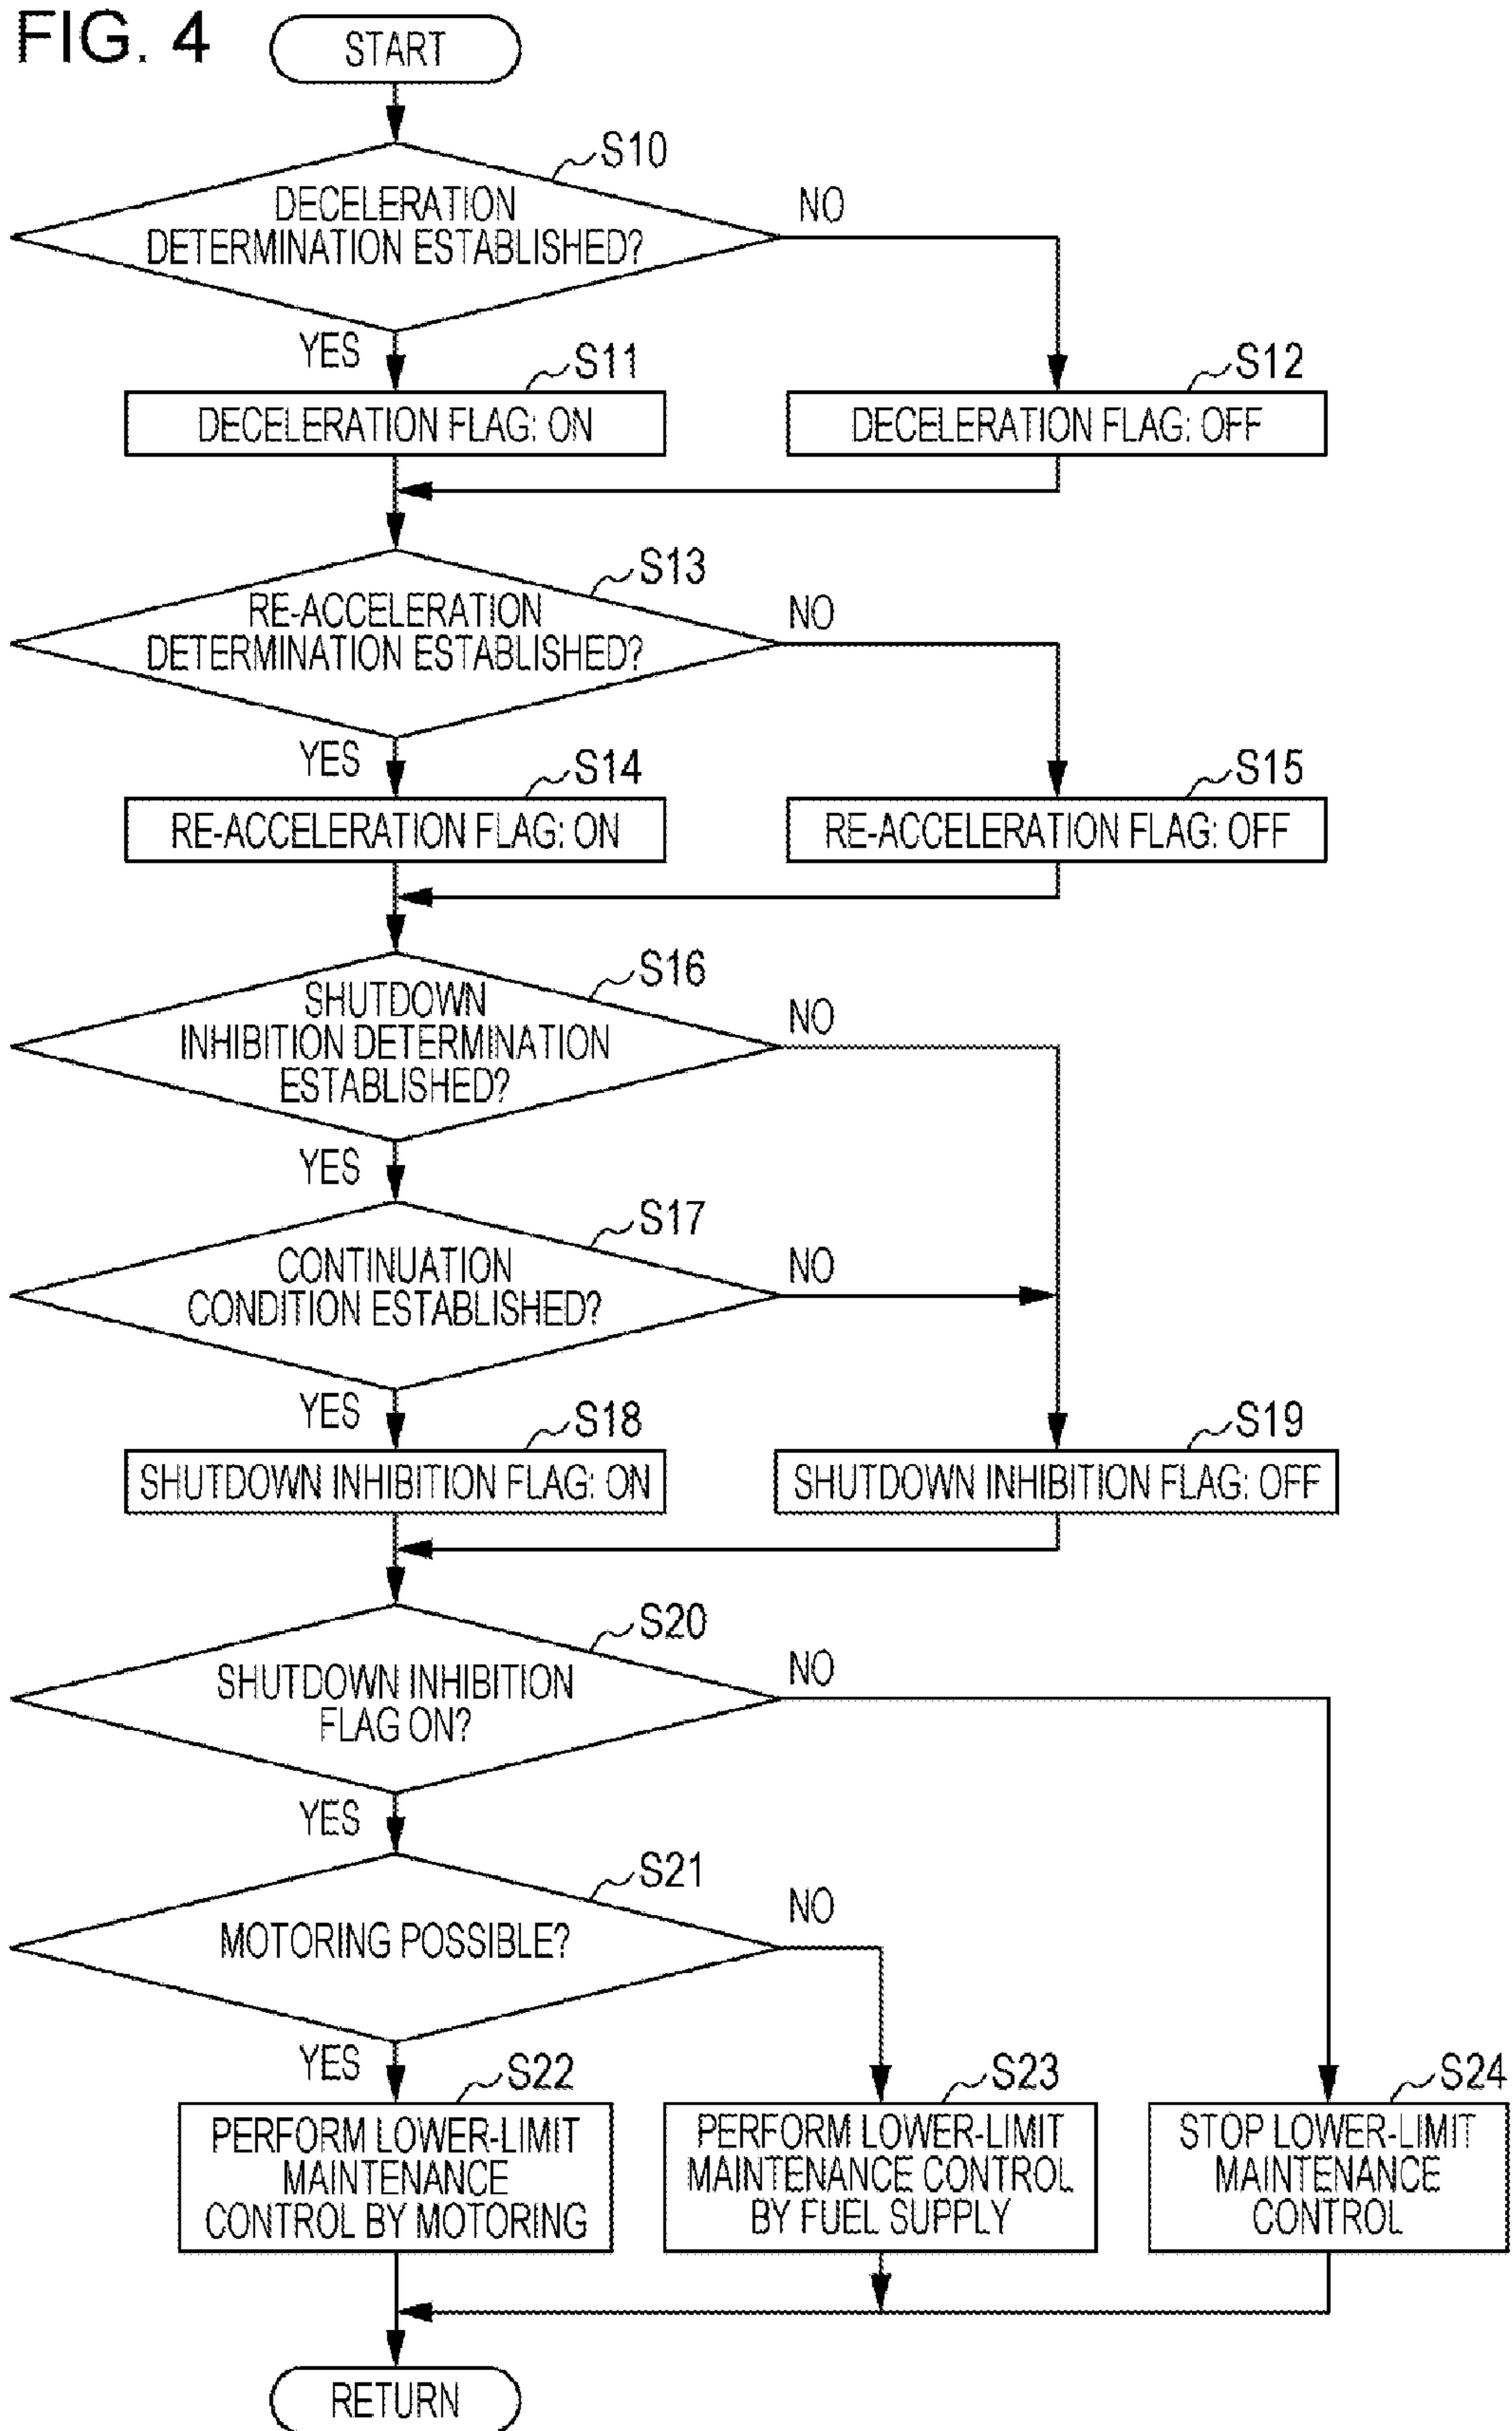 FIG. 4
START
S10
DECELERATION
DETERMINATION ESTABLISHED?
NO
YES
S11
DECELERATION FLAG: ON
S12
DECELERATION FLAG: OFF
S13
RE-ACCELERATION
DETERMINATION ESTABLISHED?
NO
YES
S14
RE-ACCELERATION FLAG: ON
S15
RE-ACCELERATION FLAG: OFF
S16
SHUTDOWN
INHIBITION DETERMINATION
ESTABLISHED?
NO
YES
S17
CONTINUATION
CONDITION ESTABLISHED?
NO
YES
S18
SHUTDOWN INHIBITION FLAG: ON
S19
SHUTDOWN INHIBITION FLAG: OFF
S20
SHUTDOWN INHIBITION
FLAG ON?
NO
YES
S21
MOTORING POSSIBLE?
NO
YES
S22
PERFORM LOWER-LIMIT
MAINTENANCE
CONTROL BY MOTORING
S23
PERFORM LOWER-LIMIT
MAINTENANCE CONTROL
BY FUEL SUPPLY
S24
STOP LOWER-LIMIT
MAINTENANCE
CONTROL
RETURN